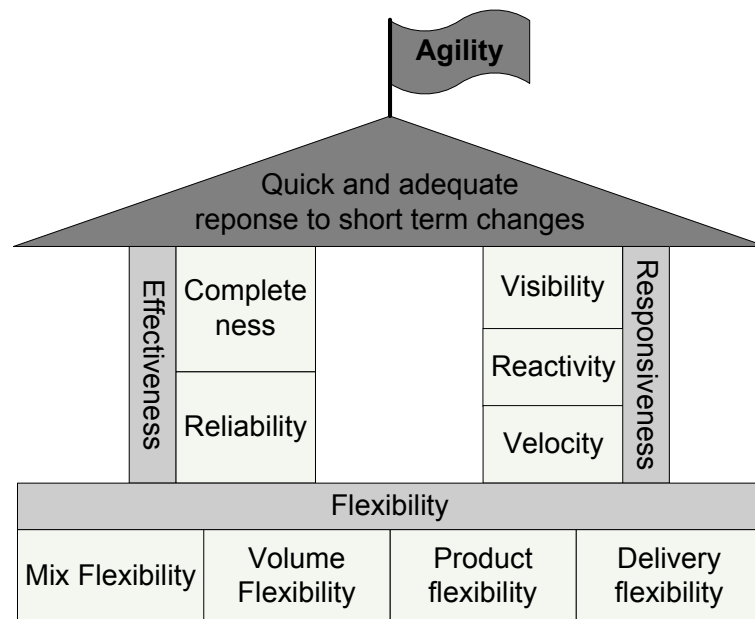 Agility
Quick and adequate
reponse to short term changes
Effectiveness
Complete
ness
Reliability
Visibility
Reactivity
Velocity
Responsiveness
Flexibility
Mix Flexibility
Volume
Flexibility
Product
flexibility
Delivery
flexibility